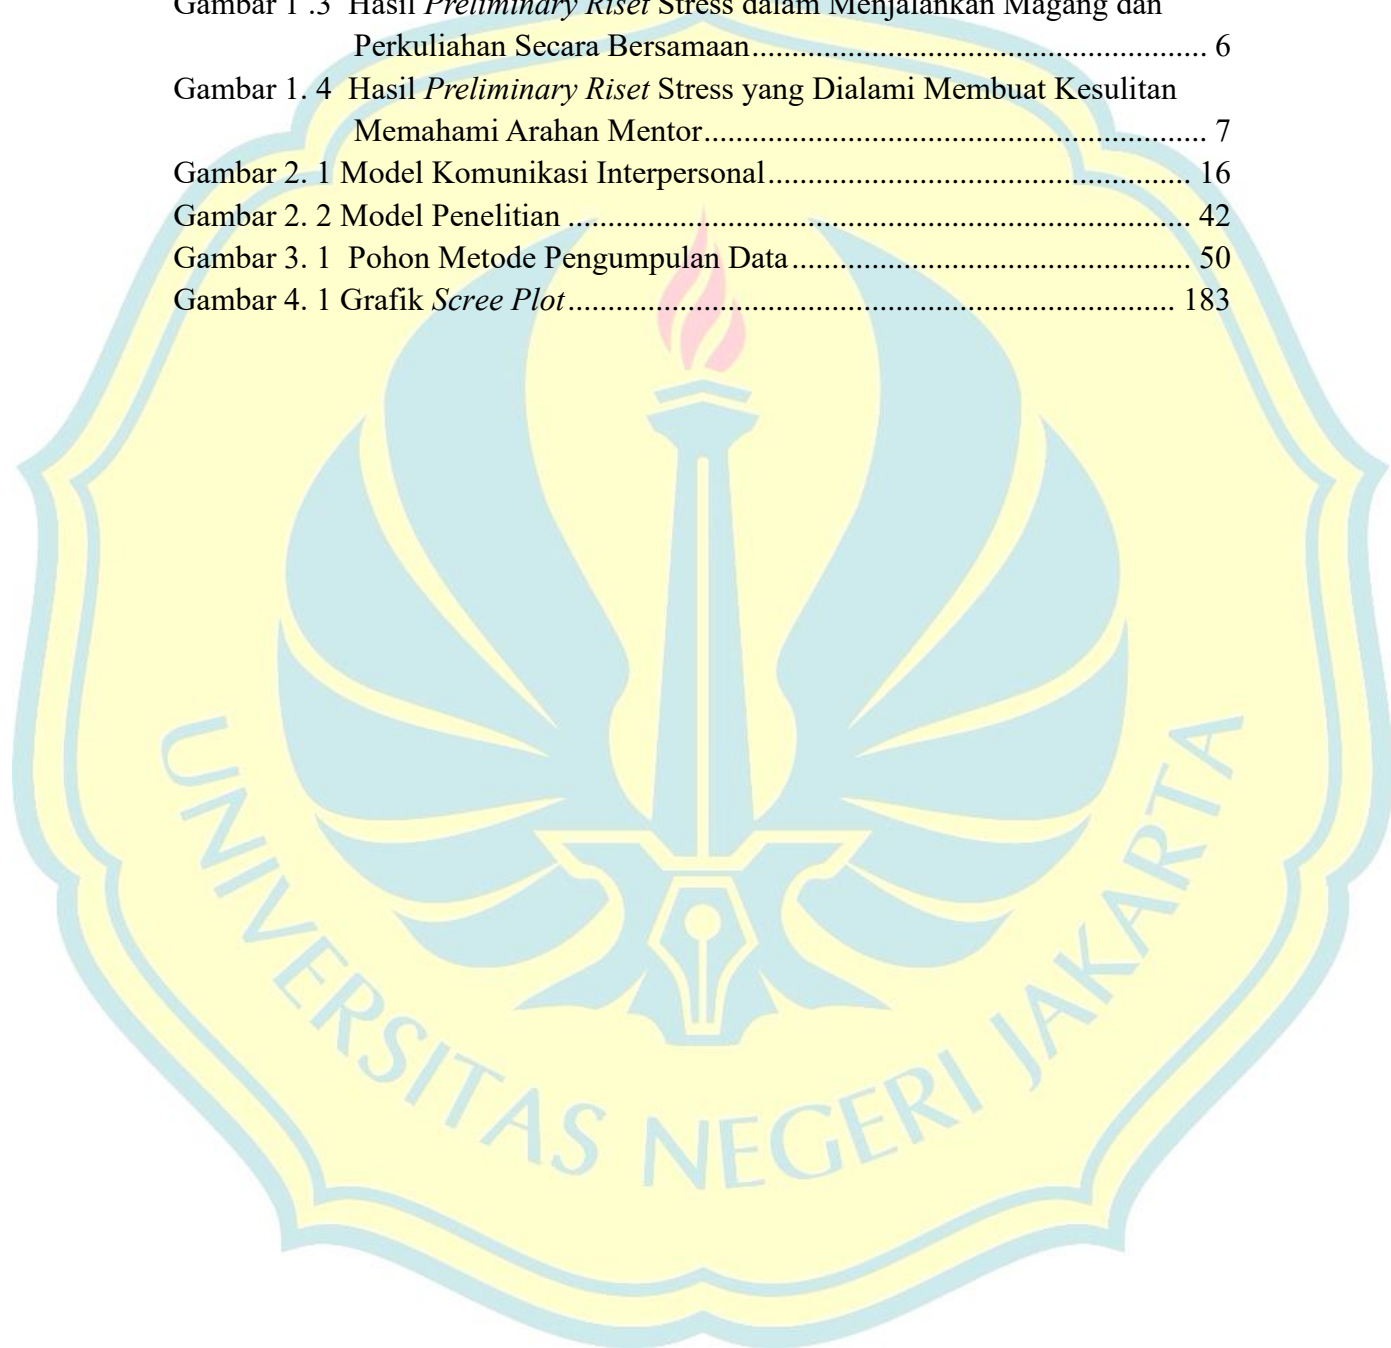 Gambar 1 .3 Hasil Preliminary Riset Stress dalam Menjalankan Magang dan
Perkuliahan Secara Bersamaan........................................................ 6
Gambar 1. 4 Hasil Preliminary Riset Stress yang Dialami Membuat Kesulitan
Memahami Arahan Mentor.............................................................. 7
Gambar 2. 1 Model Komunikasi Interpersonal.................................................... 16
Gambar 2. 2 Model Penelitian ............................................................................. 42
Gambar 3. 1 Pohon Metode Pengumpulan Data................................................. 50
Gambar 4. 1 Grafik Scree Plot........................................................................... 183
UNIVERSITAS NEGERI JAKARTA